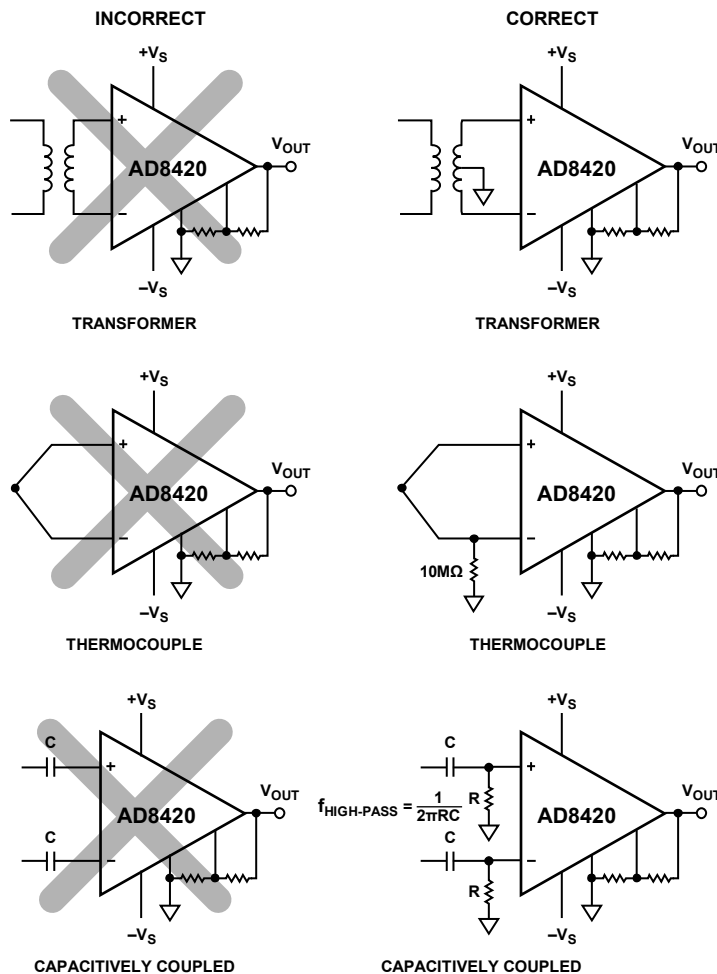 INCORRECT
CORRECT
+VS
+VS
+
AD8420
–
VOUT
+
AD8420
–
VOUT
–VS
–VS
TRANSFORMER
TRANSFORMER
+VS
+VS
+
AD8420
–
VOUT
+
AD8420
–
VOUT
10MΩ
–VS
–VS
THERMOCOUPLE
THERMOCOUPLE
+VS
+VS
C
+
AD8420
C
–
VOUT
C
+
fHIGH-PASS = 1/2πRC
R
AD8420
C
–
R
VOUT
–VS
–VS
CAPACITIVELY COUPLED
CAPACITIVELY COUPLED